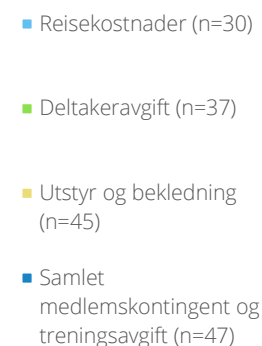 Reisekostnader (n=30)
Deltakeravgift (n=37)
Utstyr og bekledning
(n=45)
Samlet
medlemskontingent og
treningsavgift (n=47)